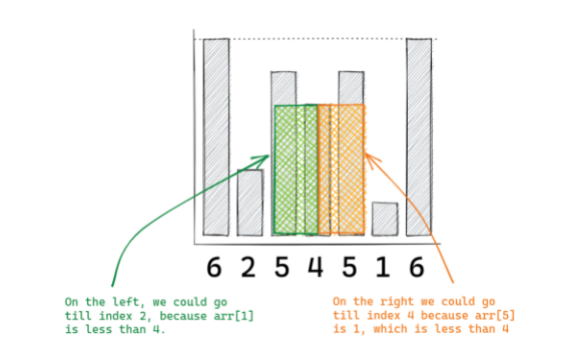 6 2 5 4 5 1 6
On the left, we could go
till index 2, because arr[1]
is less than 4.
On the right we could go
till index 4 because arr[5]
is 1, which is less than 4